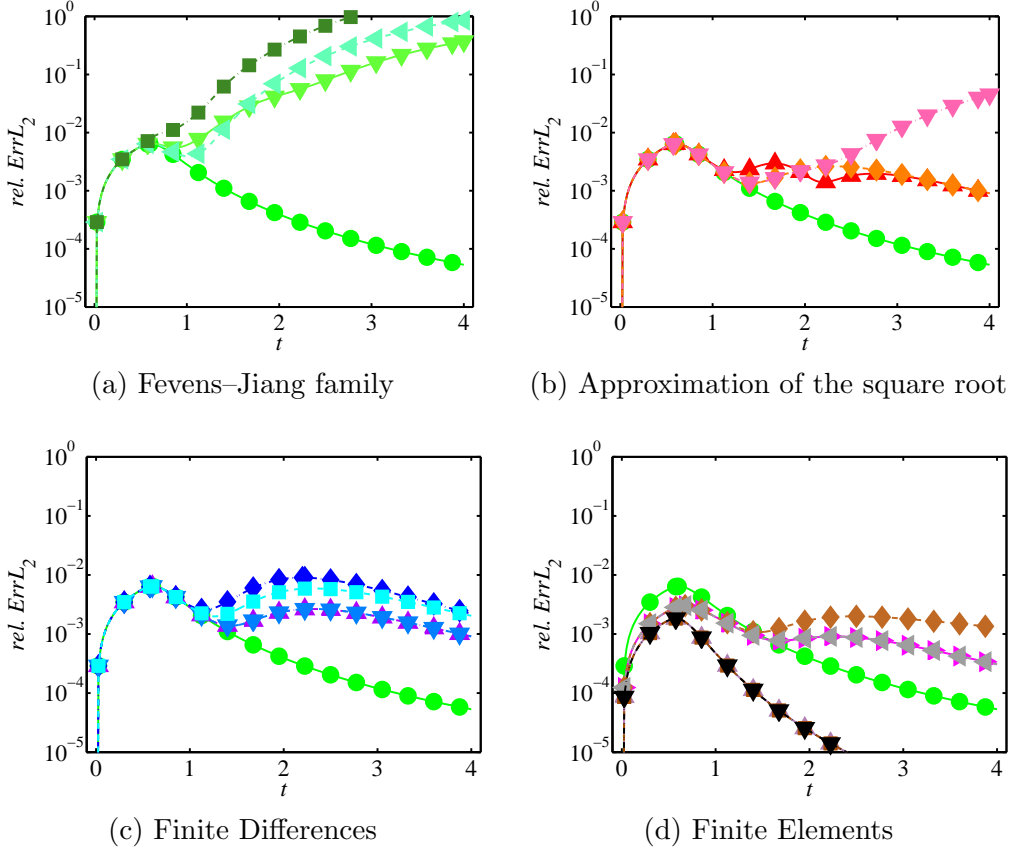 10^0
10^-1
10^-2
10^-3
10^-4
10^-5
rel. ErrL_2
0 1 2 3 4
t
(a) Fevens–Jiang family
10^0
10^-1
10^-2
10^-3
10^-4
10^-5
rel. ErrL_2
0 1 2 3 4
t
(b) Approximation of the square root
10^0
10^-1
10^-2
10^-3
10^-4
10^-5
rel. ErrL_2
0 1 2 3 4
t
(c) Finite Differences
10^0
10^-1
10^-2
10^-3
10^-4
10^-5
rel. ErrL_2
0 1 2 3 4
t
(d) Finite Elements